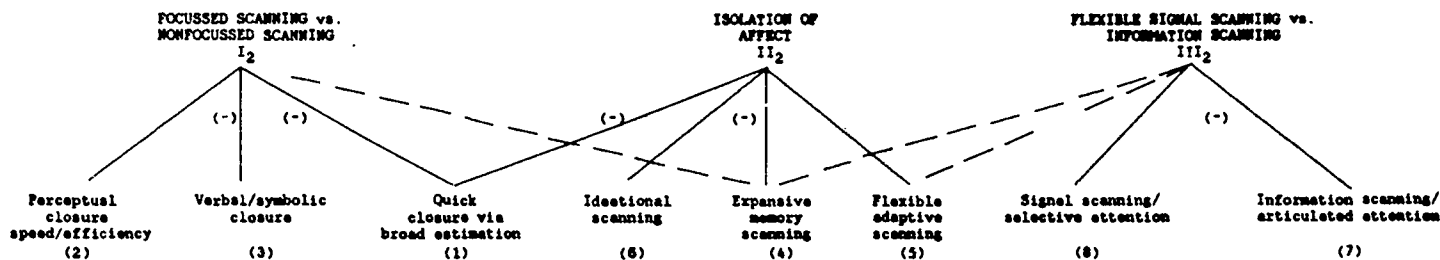 FOCUSSED SCANNING vs.
NONFOCUSSED SCANNING
I2
ISOLATION OF
AFFECT
II2
FLEXIBLE SIGNAL SCANNING vs.
INFORMATION SCANNING
III2
(-)
(-)
(-)
(-)
(-)
Perceptual
closure
speed/efficiency
(2)
Verbal/symbolic
closure
(3)
Quick
closure via
broad estimation
(1)
Ideational
scanning
(6)
Expansive
memory
scanning
(4)
Flexible
adaptive
scanning
(5)
Signal scanning/
selective attention
(8)
Information scanning/
articulated attention
(7)